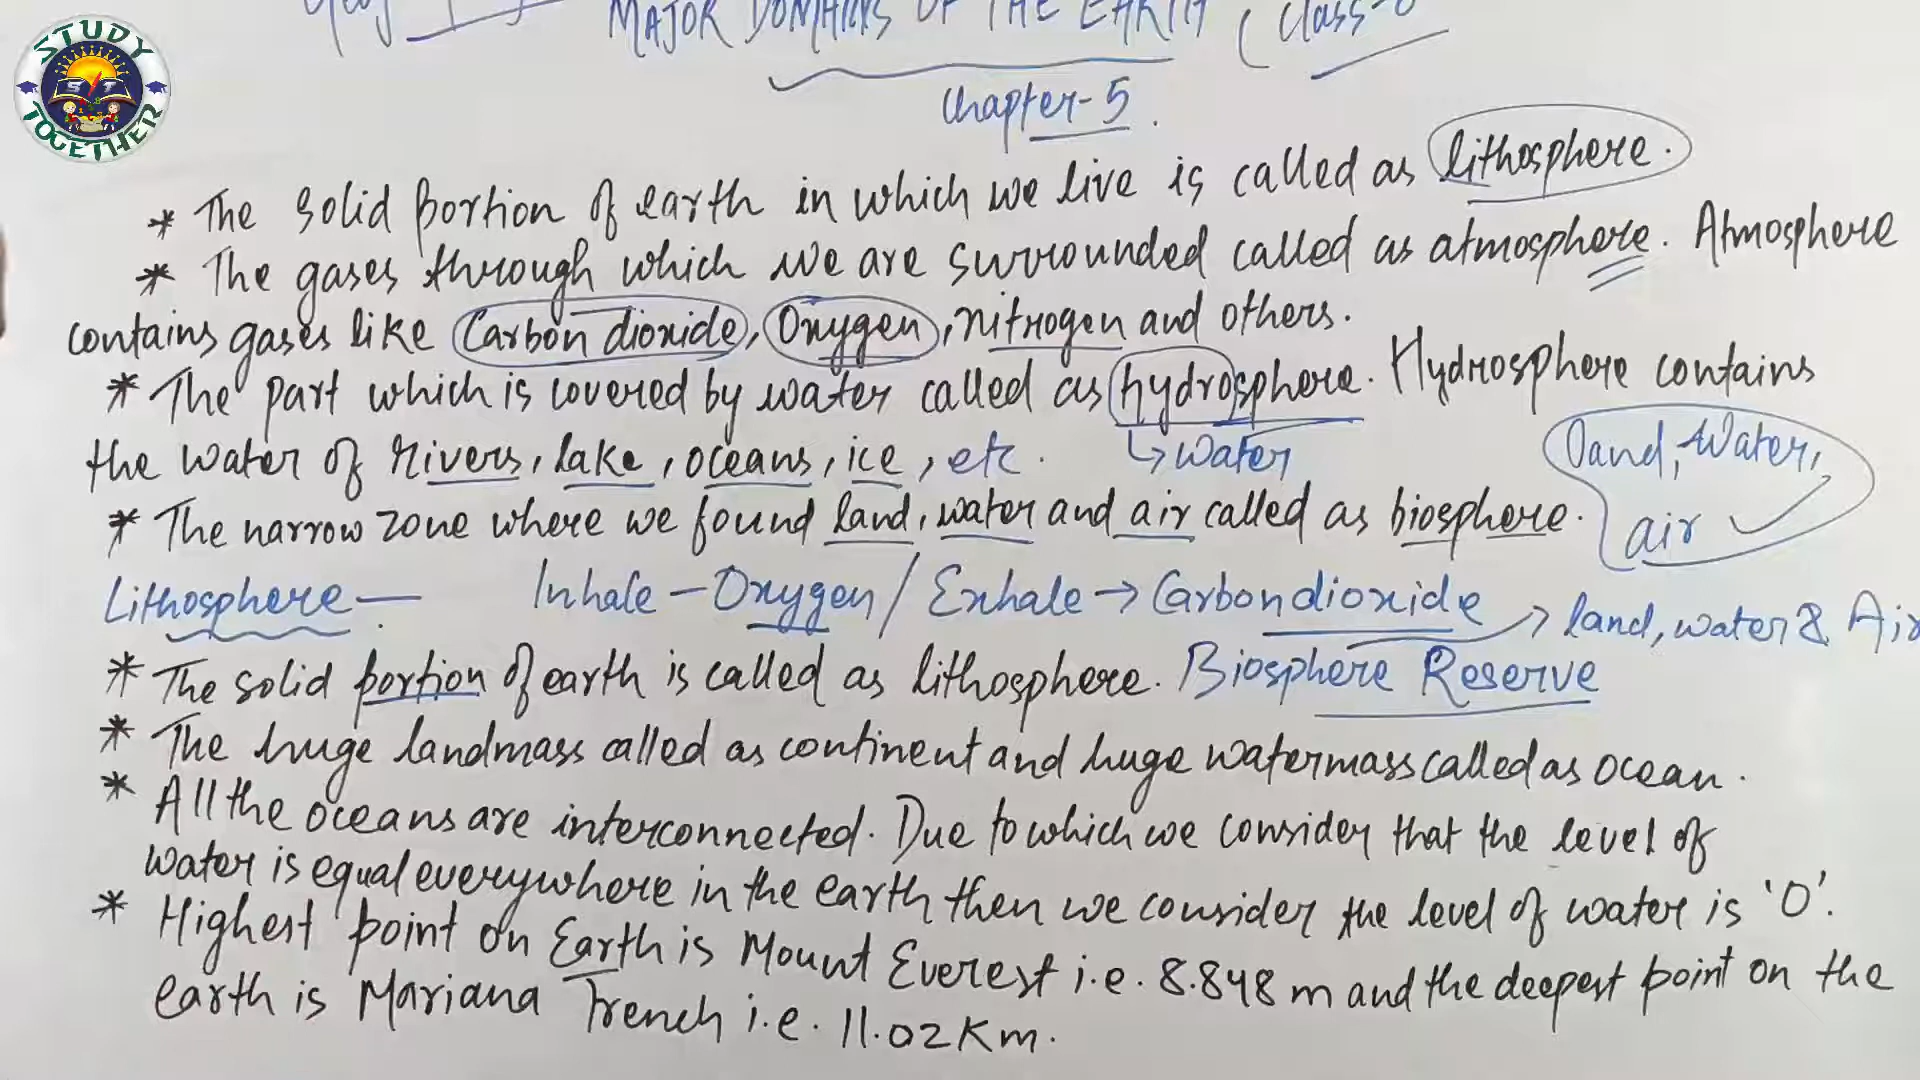 STUDY
ST
TOGETHER
MAJOR DOMAINS OF THE EARTH (Class-6
Chapter-5.
* The solid portion of earth in which we live is called as lithosphere.
* The gases through which we are surrounded called as atmosphere. Atmosphere
contains gases like Carbon dioxide, Oxygen, nitrogen and others.
* The part which is covered by water called as hydrosphere. Hydrosphere contains
the water of rivers, lake, oceans, ice, etc. ↳ Water
land, Water,
* The narrow zone where we found land, water and air called as biosphere.
air
Lithosphere — Inhale - Oxygen / Exhale → Carbondioxide
→ land, water & Air
* The solid portion of earth is called as lithosphere. Biosphere Reserve
* The huge landmass called as continent and huge watermass called as ocean.
* All the oceans are interconnected. Due to which we consider that the level of
water is equal everywhere in the earth then we consider the level of water is '0'.
* Highest point on Earth is Mount Everest i.e. 8.848 m and the deepest point on the
earth is Mariana Trench i.e. 11.02 Km.